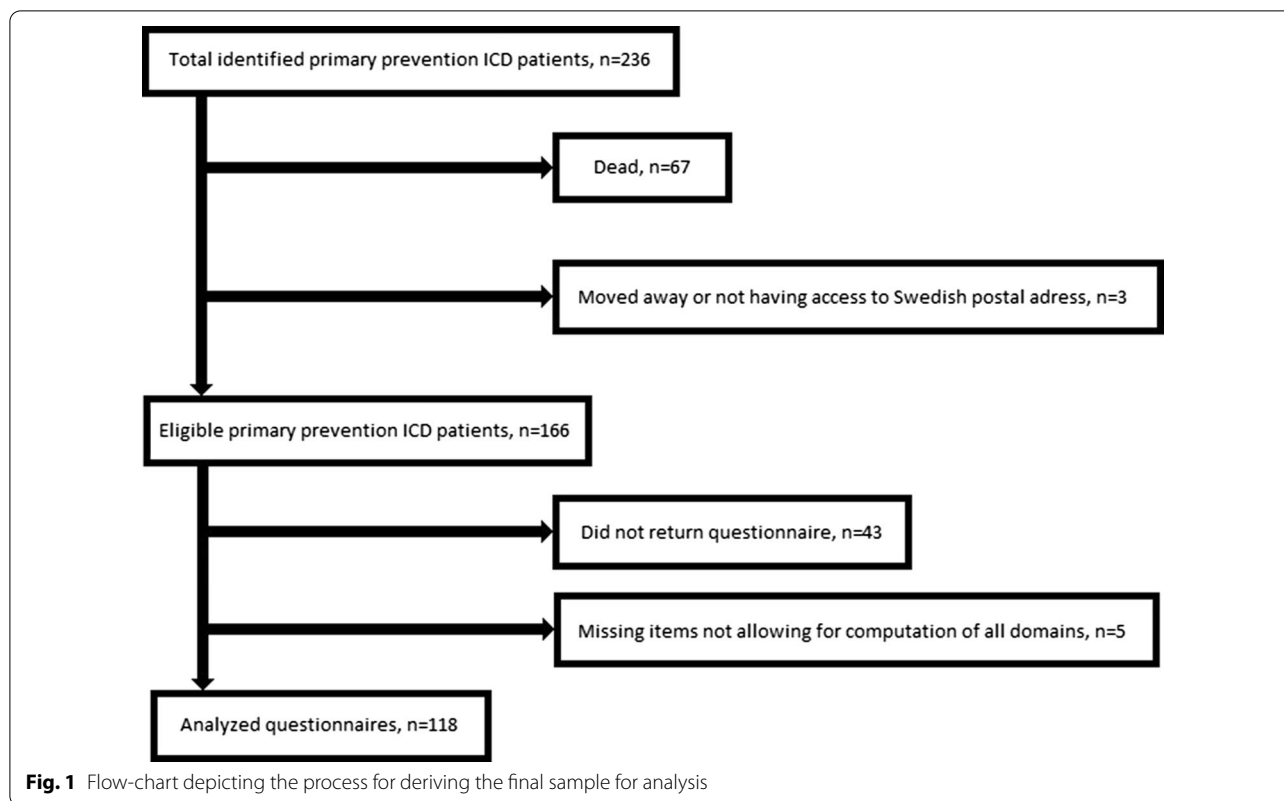 Total identified primary prevention ICD patients, n=236
Dead, n=67
Moved away or not having access to Swedish postal adress, n=3
Eligible primary prevention ICD patients, n=166
Did not return questionnaire, n=43
Missing items not allowing for computation of all domains, n=5
Analyzed questionnaires, n=118
Fig. 1 Flow-chart depicting the process for deriving the final sample for analysis